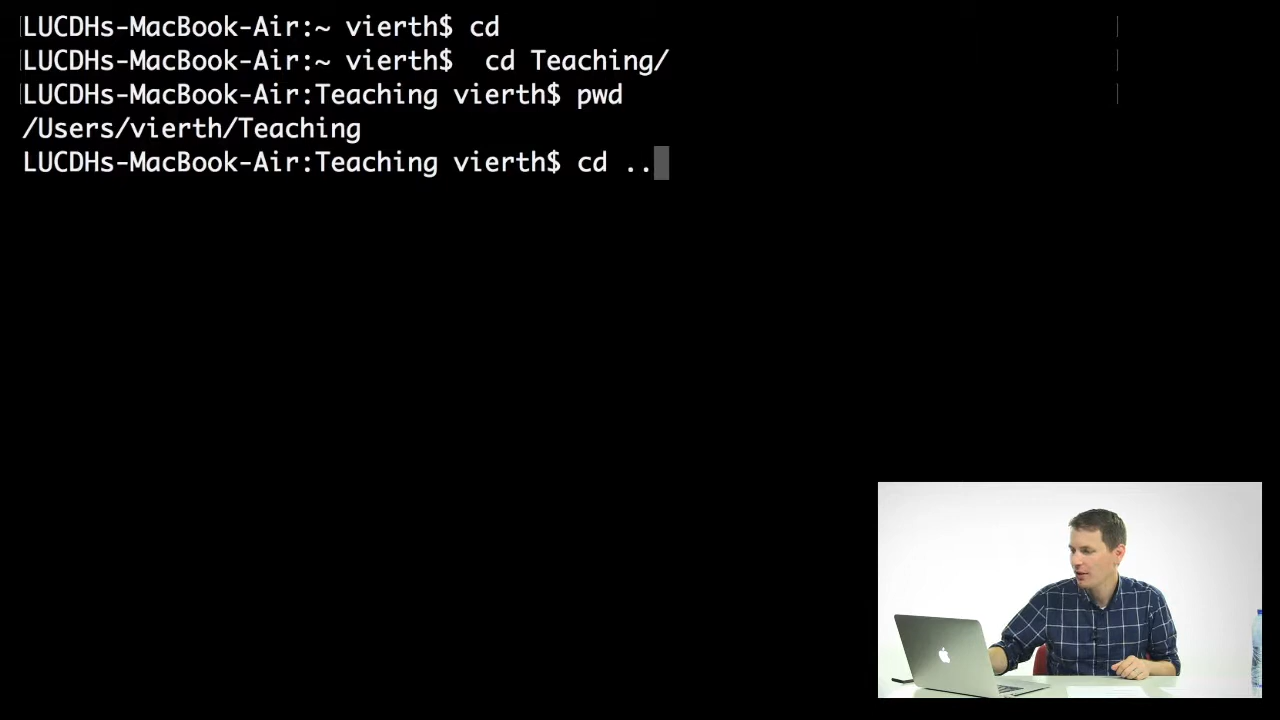 LUCDHs-MacBook-Air:~ vierth$ cd
LUCDHs-MacBook-Air:~ vierth$  cd Teaching/
LUCDHs-MacBook-Air:Teaching vierth$ pwd
/Users/vierth/Teaching
LUCDHs-MacBook-Air:Teaching vierth$ cd ..